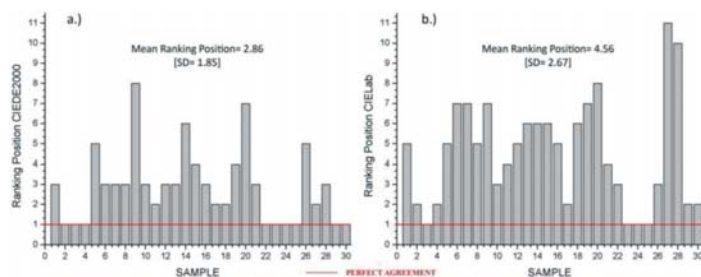 a.)
Mean Ranking Position= 2.86
[SD= 1.85]
Ranking Position CIEDE2000
11
10
9
8
7
6
5
4
3
2
1
0
0 2 4 6 8 10 12 14 16 18 20 22 24 26 28 30
SAMPLE
b.)
Mean Ranking Position= 4.56
[SD= 2.67]
Ranking Position CIELab
11
10
9
8
7
6
5
4
3
2
1
0
0 2 4 6 8 10 12 14 16 18 20 22 24 26 28 30
SAMPLE
PERFECT AGREEMENT